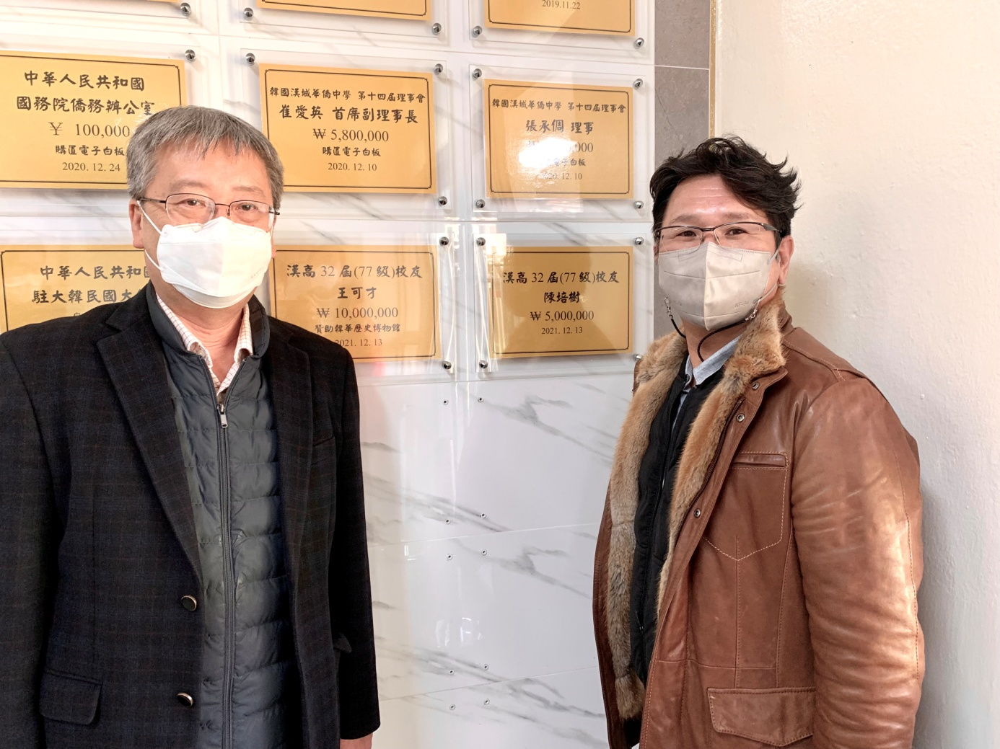 2019.11.22
中華人民共和國
國務院僑務辦公室
¥ 100,000
購置電子白板
2020. 12. 24
韓國漢城華僑中學 第十四屆理事會
崔愛英 首席副理事長
₩ 5,800,000
購置電子白板
2020. 12. 10
韓國漢城華僑中學 第十四屆理事會
張承倜 理事
電子白板
2020. 12. 10
中華人民共和國
駐大韓民國大
漢高 32 屆(77 級)校友
王可才
₩ 10,000,000
贊助韓華歷史博物館
2021. 12. 13
漢高 32 屆(77 級)校友
陳培樹
₩ 5,000,000
2021. 12. 13